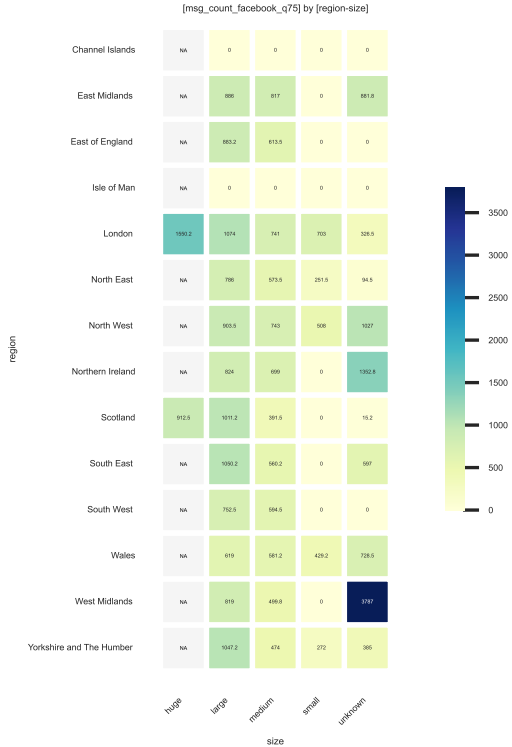 [msg_count_facebook_q75] by [region-size]
Channel Islands NA 0 0 0 0
East Midlands NA 886 817 0 881.8
East of England NA 883.2 613.5 0 0
Isle of Man NA 0 0 0 0
London 1550.2 1074 741 703 326.5
North East NA 786 573.5 251.5 94.5
North West NA 903.5 743 508 1027
Northern Ireland NA 824 699 0 1352.8
Scotland 912.5 1011.2 391.5 0 15.2
South East NA 1050.2 560.2 0 597
South West NA 752.5 594.5 0 0
Wales NA 619 581.2 429.2 728.5
West Midlands NA 819 499.8 0 3787
Yorkshire and The Humber NA 1047.2 474 272 385
huge large medium small unknown
size
region
3500
3000
2500
2000
1500
1000
500
0